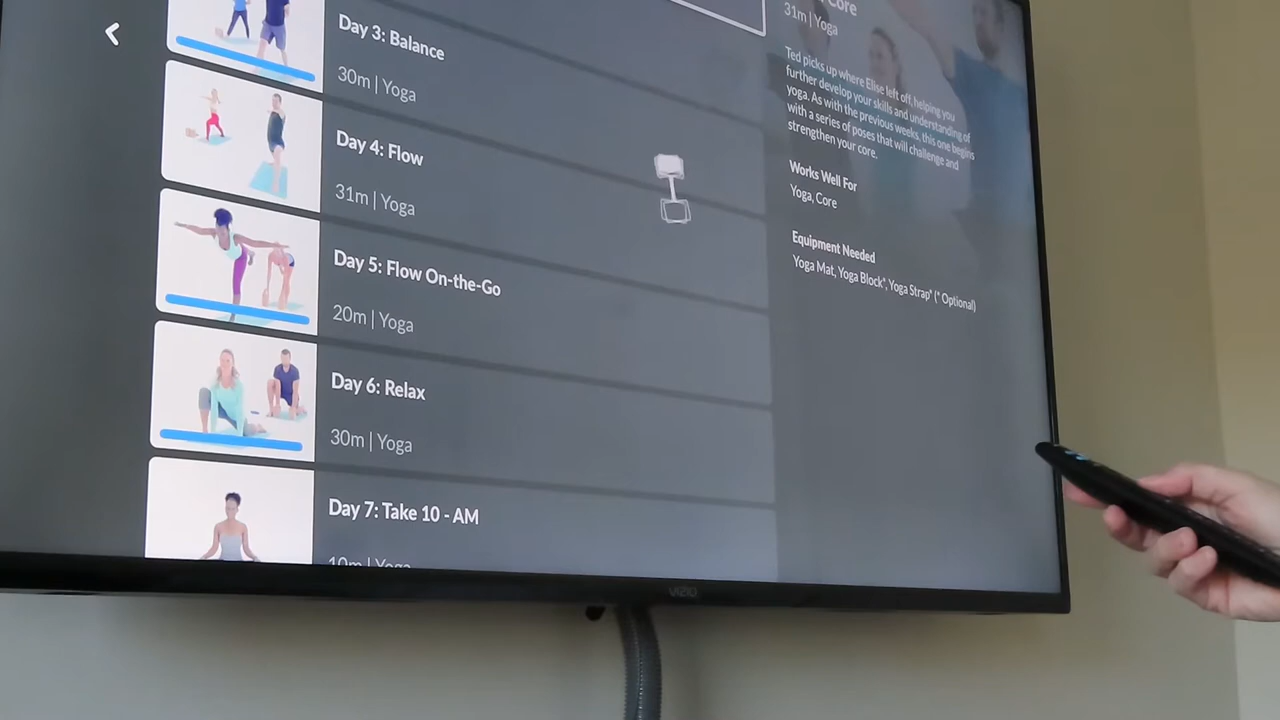 Day 3: Balance
30m | Yoga
Day 4: Flow
31m | Yoga
Day 5: Flow On-the-Go
20m | Yoga
Day 6: Relax
30m | Yoga
Day 7: Take 10 - AM
10m | Yoga
Core
31m | Yoga
Ted picks up where Elise left off, helping you
further develop your skills and understanding of
yoga. As with the previous weeks, this one begins
with a series of poses that will challenge and
strengthen your core.
Works Well For
Yoga, Core
Equipment Needed
Yoga Mat, Yoga Block*, Yoga Strap* (* Optional)
VIZIO